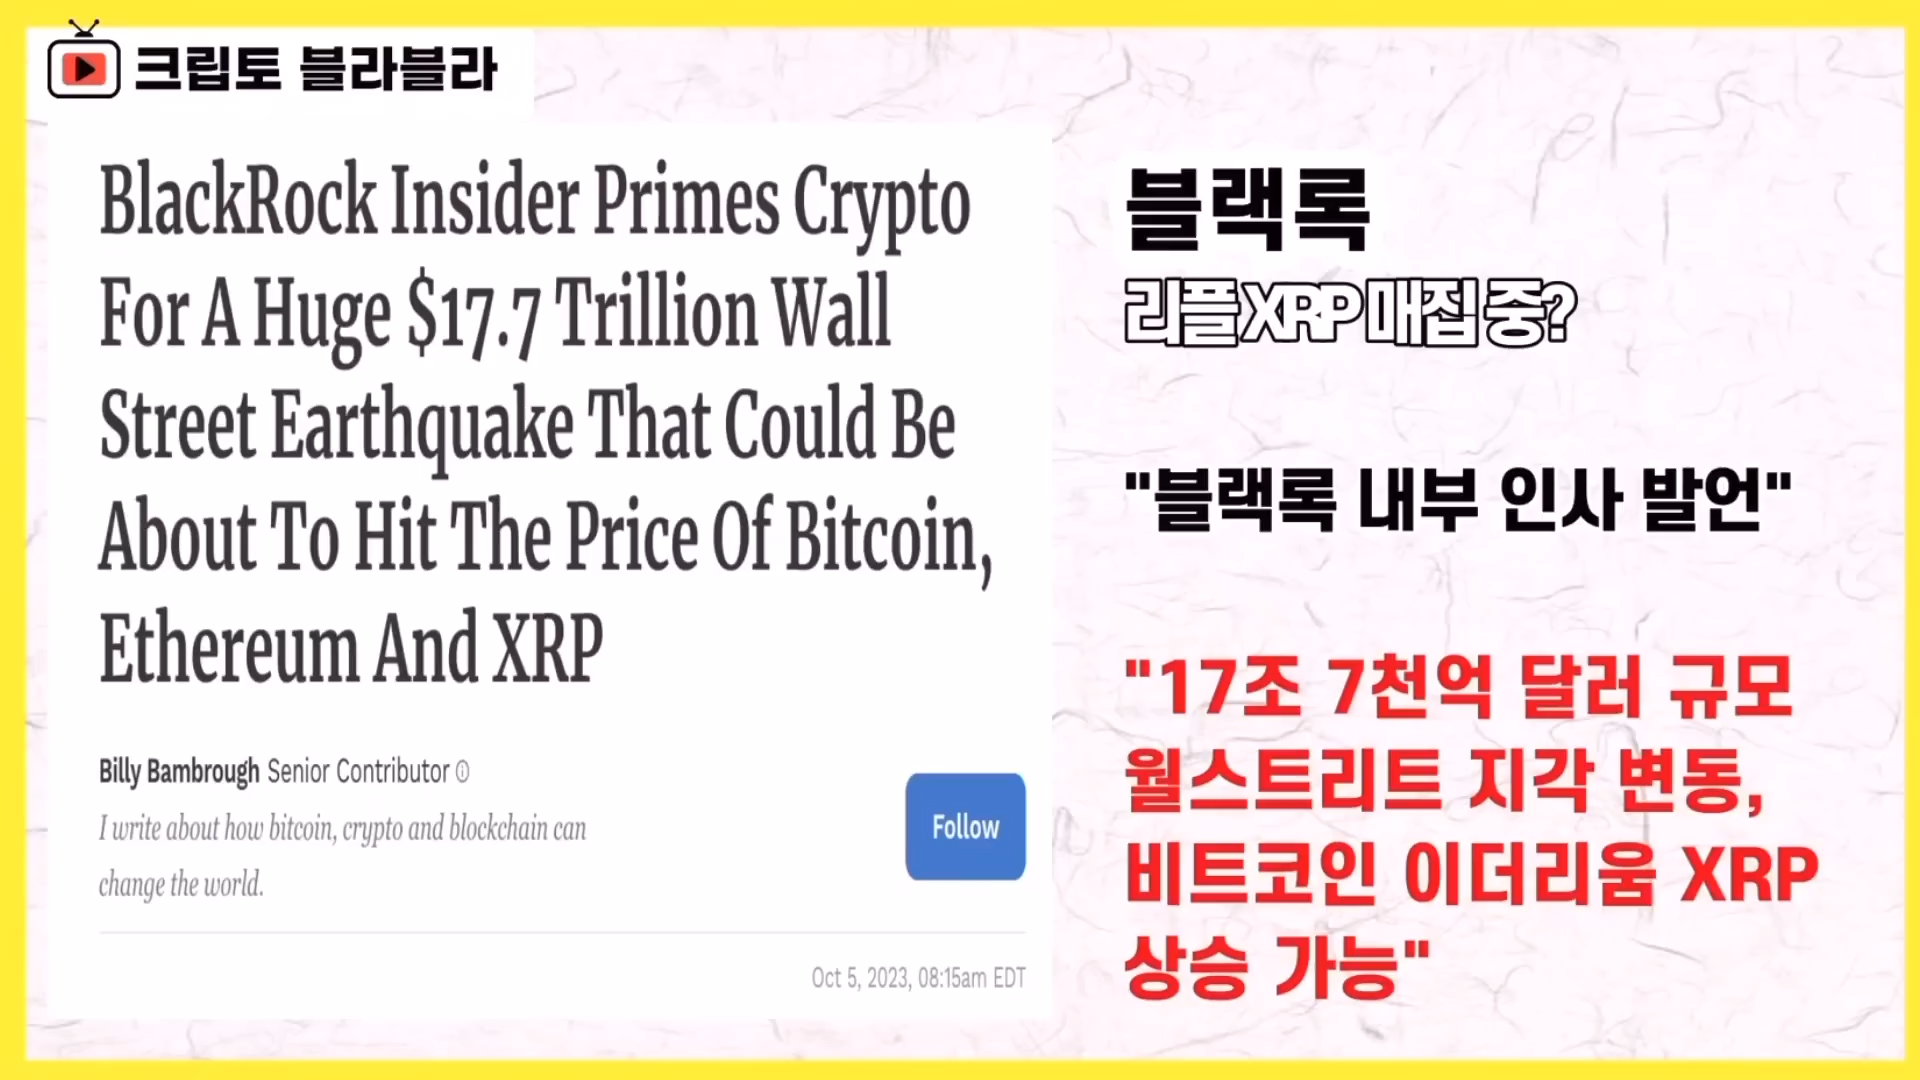 크립토 블라블라
BlackRock Insider Primes Crypto
For A Huge $17.7 Trillion Wall
Street Earthquake That Could Be
About To Hit The Price Of Bitcoin,
Ethereum And XRP
Billy Bambrough Senior Contributor
I write about how bitcoin, crypto and blockchain can
change the world.
Follow
Oct 5, 2023, 08:15am EDT
블랙록
리플XRP매집중?
"블랙록 내부 인사 발언"
"17조 7천억 달러 규모
월스트리트 지각 변동,
비트코인 이더리움 XRP
상승 가능"